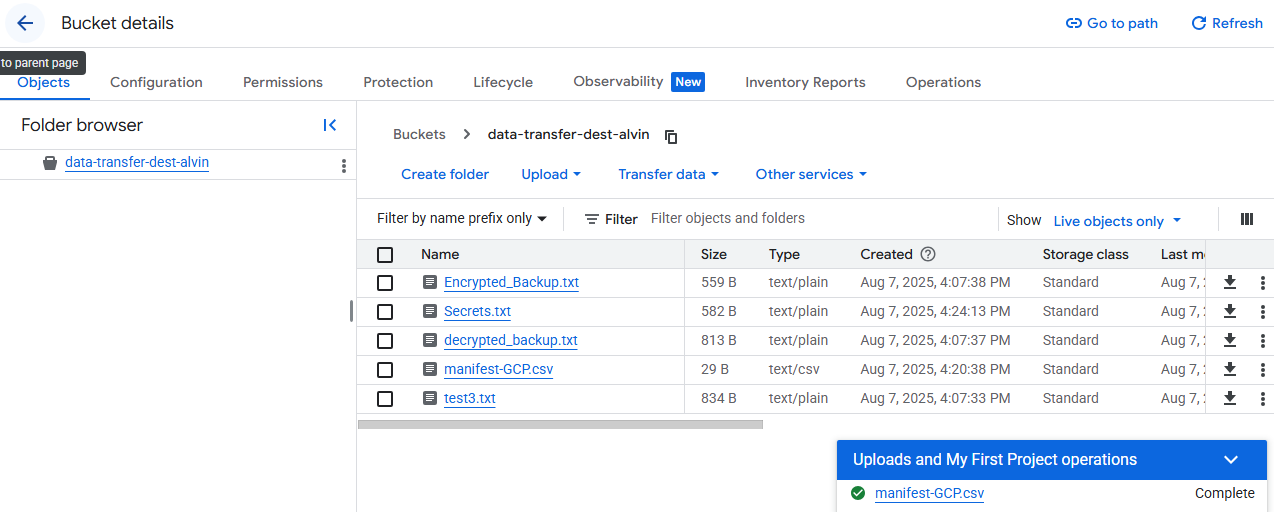 Bucket details
Go to path
Refresh
to parent page
Objects
Configuration
Permissions
Protection
Lifecycle
Observability
New
Inventory Reports
Operations
Folder browser
data-transfer-dest-alvin
Buckets
data-transfer-dest-alvin
Create folder
Upload
Transfer data
Other services
Filter by name prefix only
Filter
Filter objects and folders
Show
Live objects only
Name Size Type Created Storage class Last m
Encrypted_Backup.txt 559 B text/plain Aug 7, 2025, 4:07:38 PM Standard Aug 7,
Secrets.txt 582 B text/plain Aug 7, 2025, 4:24:13 PM Standard Aug 7,
decrypted_backup.txt 813 B text/plain Aug 7, 2025, 4:07:37 PM Standard Aug 7,
manifest-GCP.csv 29 B text/csv Aug 7, 2025, 4:20:38 PM Standard Aug 7,
test3.txt 834 B text/plain Aug 7, 2025, 4:07:33 PM Standard Aug 7,
Uploads and My First Project operations
manifest-GCP.csv Complete